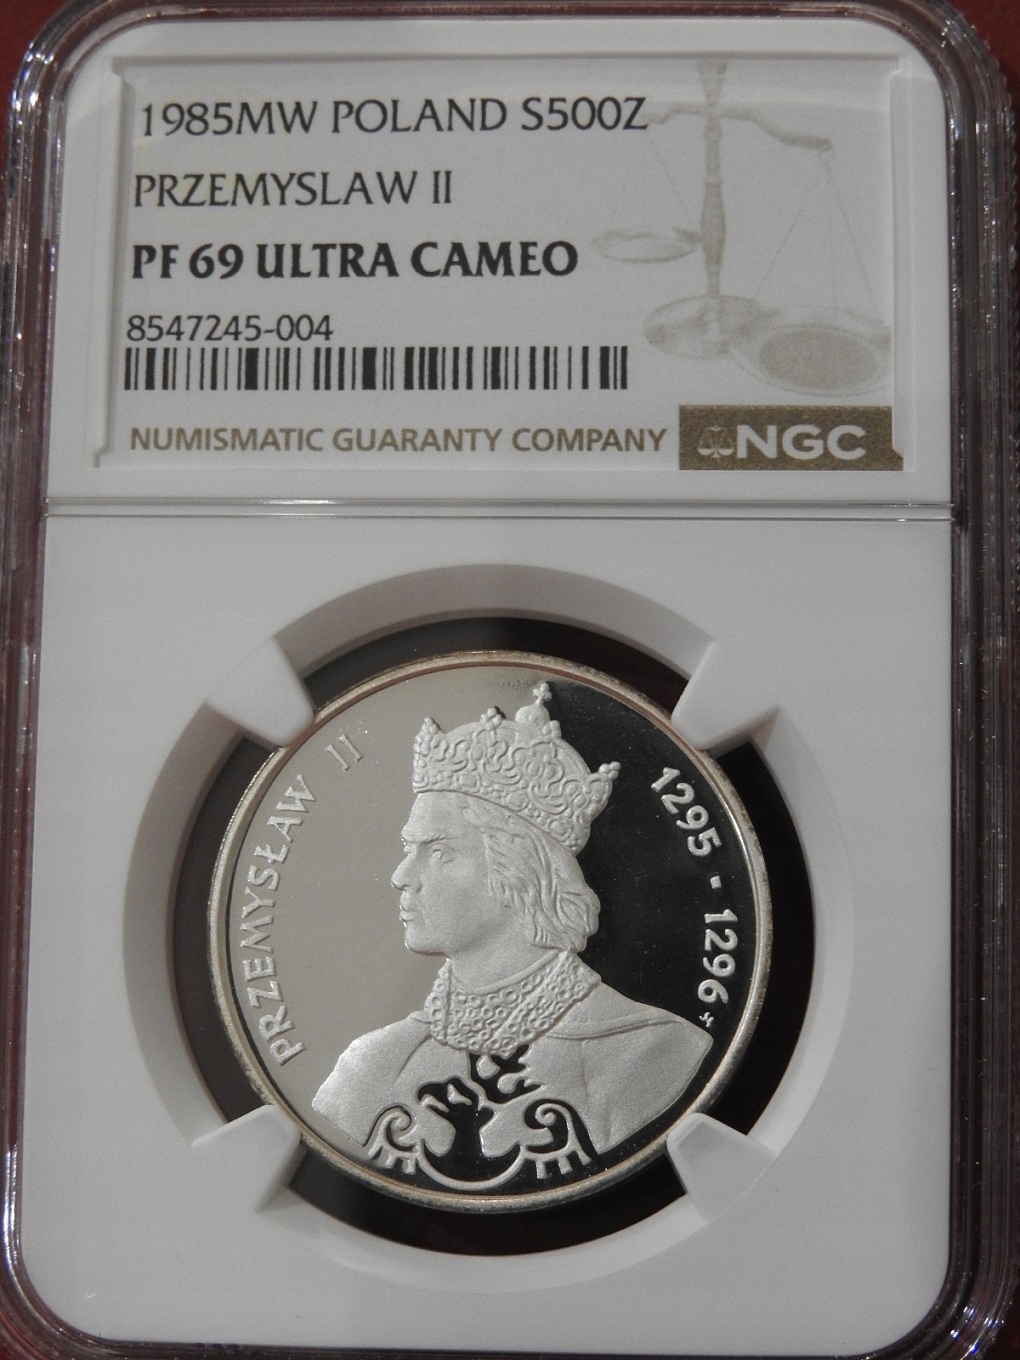 1985MW POLAND S500Z
PRZEMYSLAW II
PF 69 ULTRA CAMEO
8547245-004
NUMISMATIC GUARANTY COMPANY NGC
PRZEMYSŁAW II
1295 · 1296